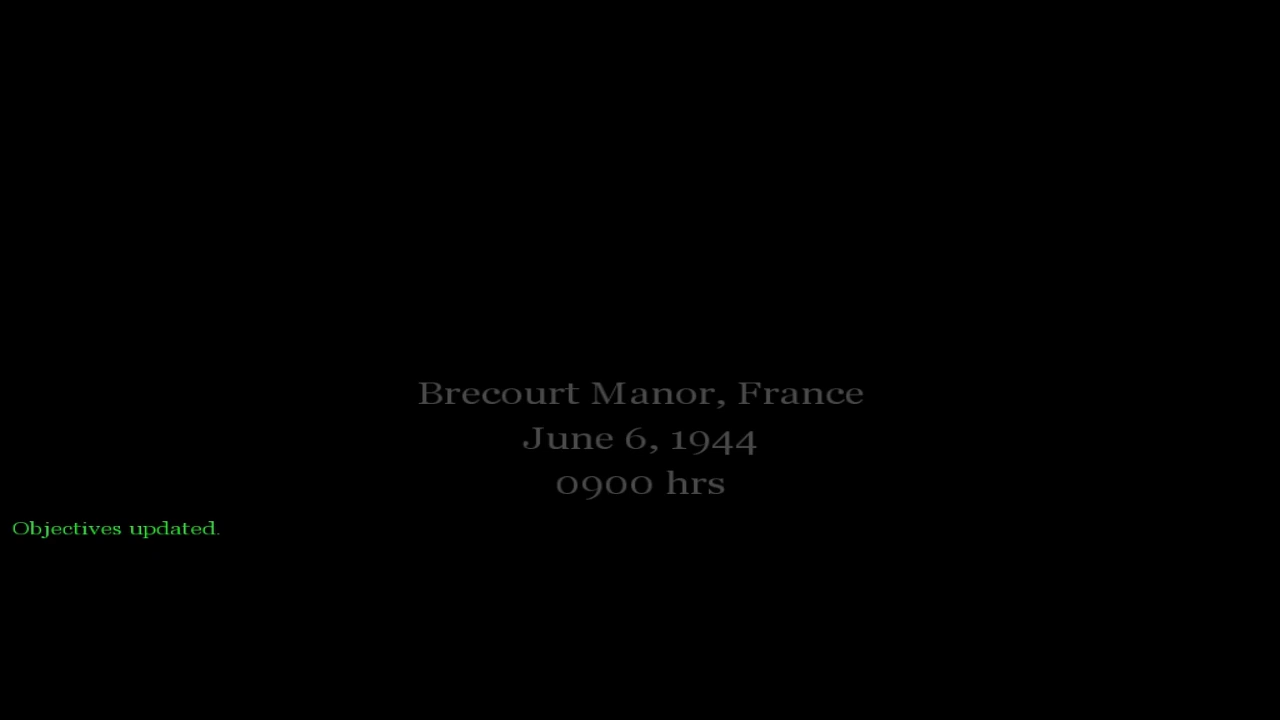 Brecourt Manor, France
June 6, 1944
0900 hrs
Objectives updated.